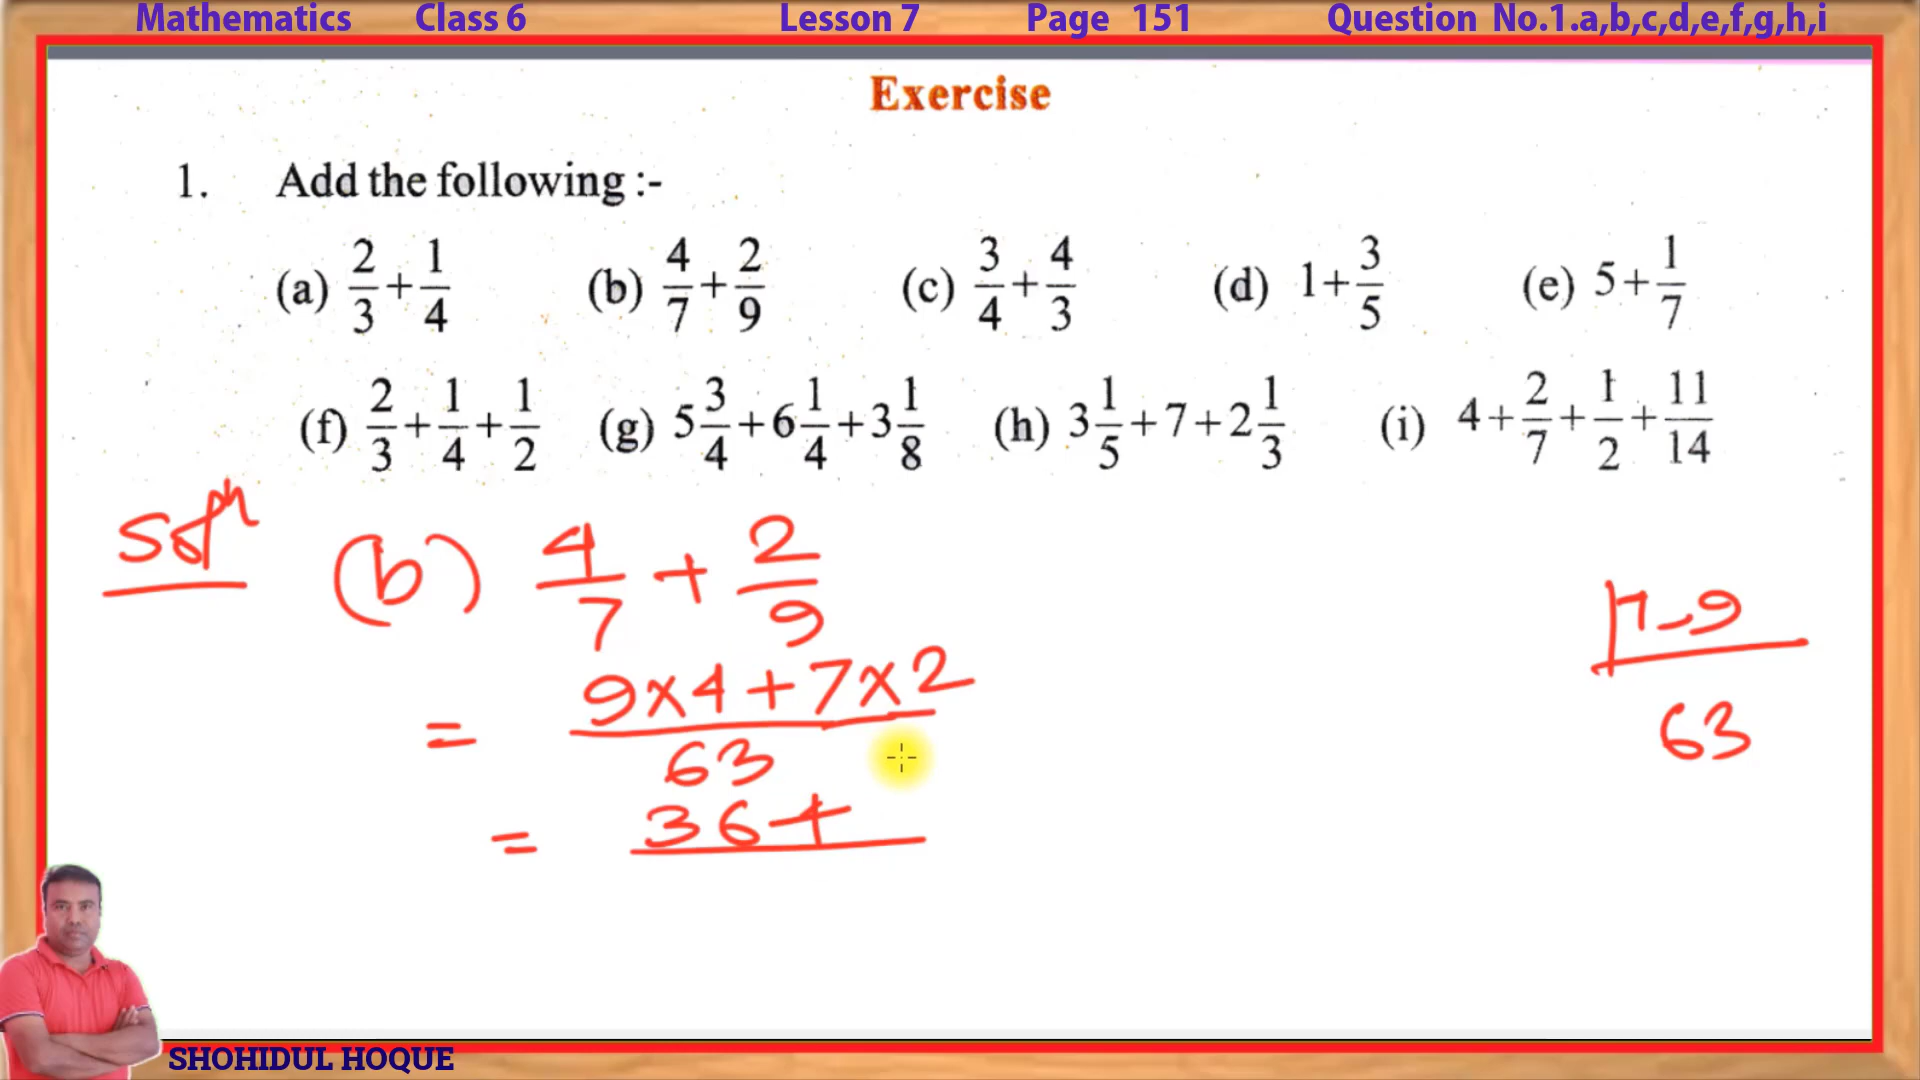 Mathematics Class 6 Lesson 7 Page 151 Question No.1.a,b,c,d,e,f,g,h,i
Exercise
1. Add the following :-
(a) 2/3 + 1/4 (b) 4/7 + 2/9 (c) 3/4 + 4/3 (d) 1 + 3/5 (e) 5 + 1/7
(f) 2/3 + 1/4 + 1/2 (g) 5 3/4 + 6 1/4 + 3 1/8 (h) 3 1/5 + 7 + 2 1/3 (i) 4 + 2/7 + 1/2 + 11/14
Soln (b) 4/7 + 2/9
7-9
= 9×4+7×2 / 63
63
= 36+
SHOHIDUL HOQUE